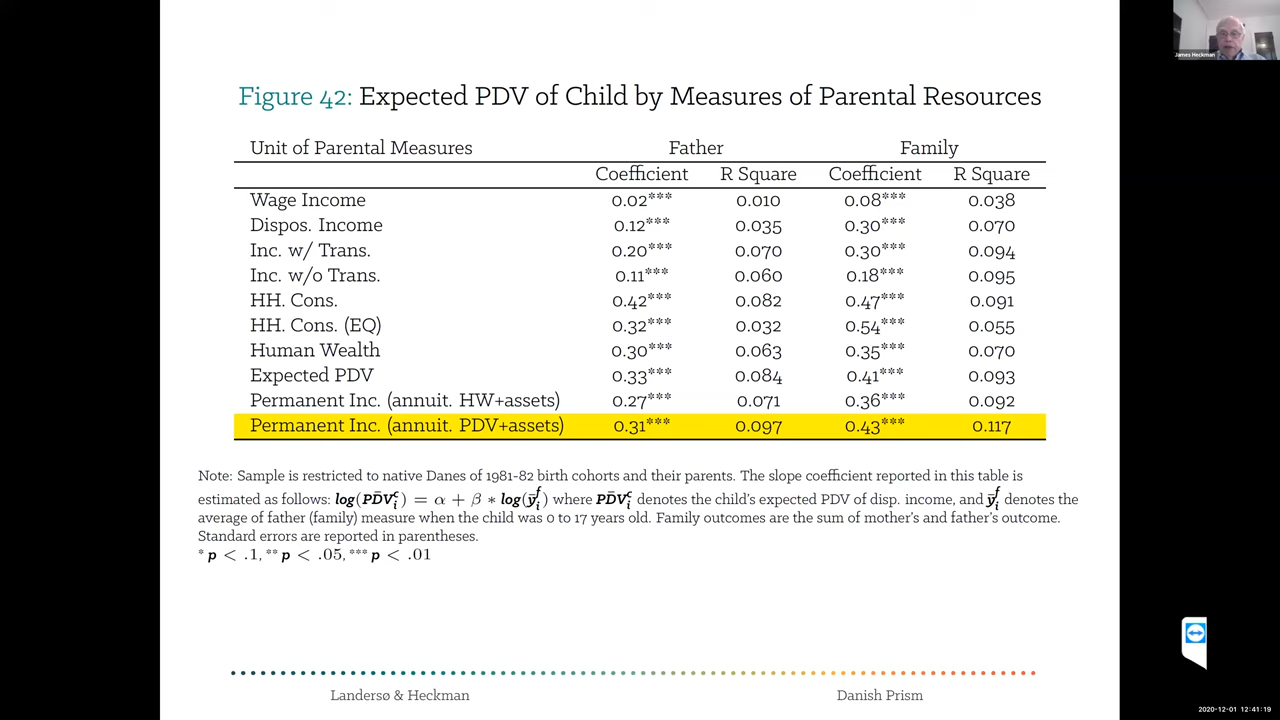 James Heckman
Figure 42: Expected PDV of Child by Measures of Parental Resources
Unit of Parental Measures Father Family
Coefficient R Square Coefficient R Square
Wage Income 0.02*** 0.010 0.08*** 0.038
Dispos. Income 0.12*** 0.035 0.30*** 0.070
Inc. w/ Trans. 0.20*** 0.070 0.30*** 0.094
Inc. w/o Trans. 0.11*** 0.060 0.18*** 0.095
HH. Cons. 0.42*** 0.082 0.47*** 0.091
HH. Cons. (EQ) 0.32*** 0.032 0.54*** 0.055
Human Wealth 0.30*** 0.063 0.35*** 0.070
Expected PDV 0.33*** 0.084 0.41*** 0.093
Permanent Inc. (annuit. HW+assets) 0.27*** 0.071 0.36*** 0.092
Permanent Inc. (annuit. PDV+assets) 0.31*** 0.097 0.43*** 0.117
Note: Sample is restricted to native Danes of 1981-82 birth cohorts and their parents. The slope coefficient reported in this table is
estimated as follows: log(PD̄V_i^c) = α + β * log(ȳ_i^f) where PD̄V_i^c denotes the child's expected PDV of disp. income, and ȳ_i^f denotes the
average of father (family) measure when the child was 0 to 17 years old. Family outcomes are the sum of mother's and father's outcome.
Standard errors are reported in parentheses.
* p < .1, ** p < .05, *** p < .01
Landersø & Heckman Danish Prism
2020-12-01 12:41:19